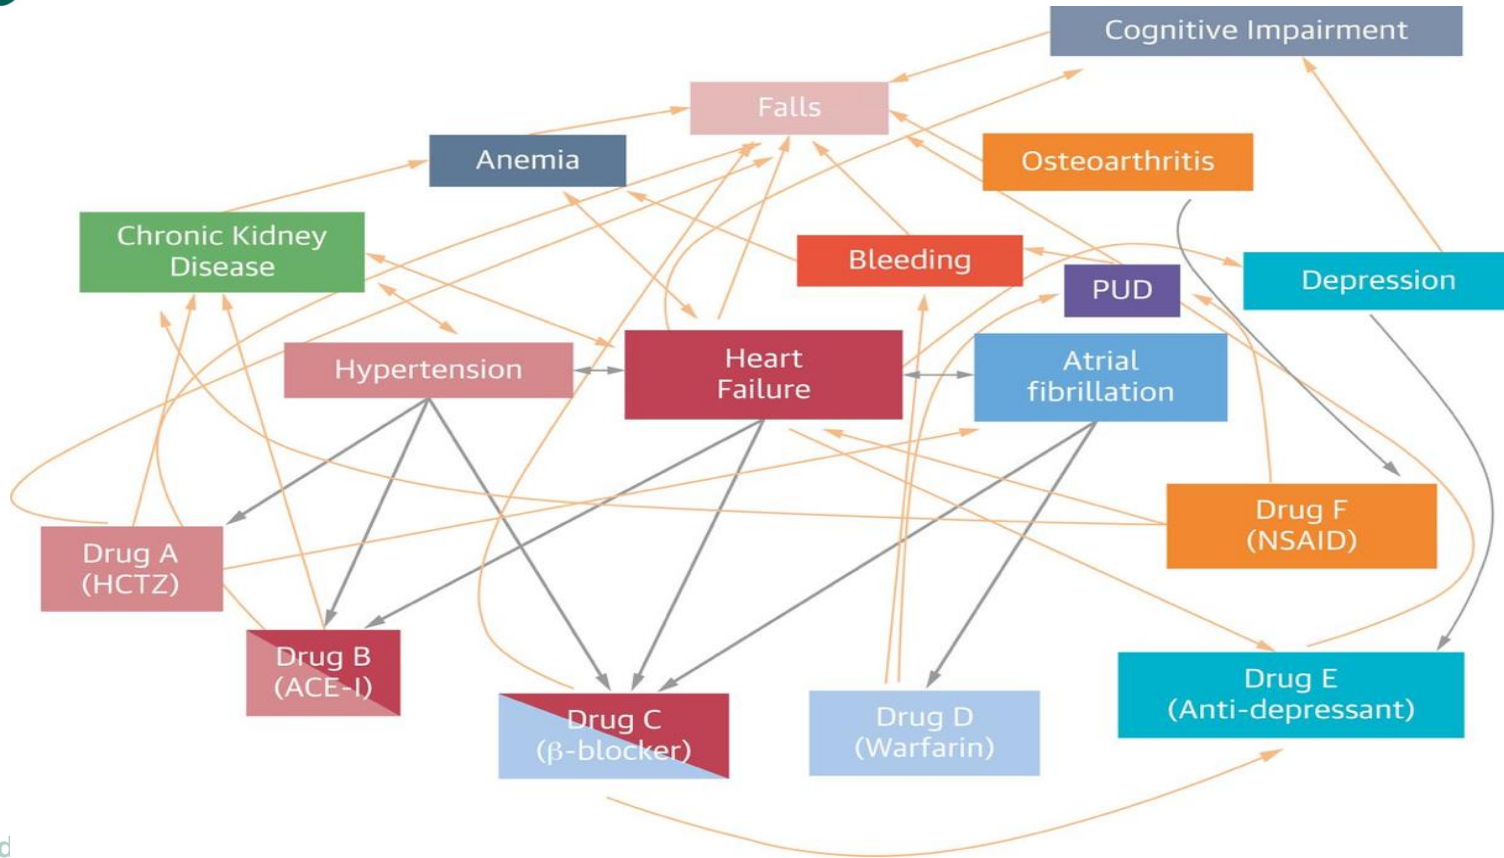 Cognitive Impairment
Falls
Anemia
Osteoarthritis
Chronic Kidney
Disease
Bleeding
PUD
Depression
Hypertension
Heart
Failure
Atrial
fibrillation
Drug F
(NSAID)
Drug A
(HCTZ)
Drug B
(ACE-I)
Drug C
(β-blocker)
Drug D
(Warfarin)
Drug E
(Anti-depressant)
d